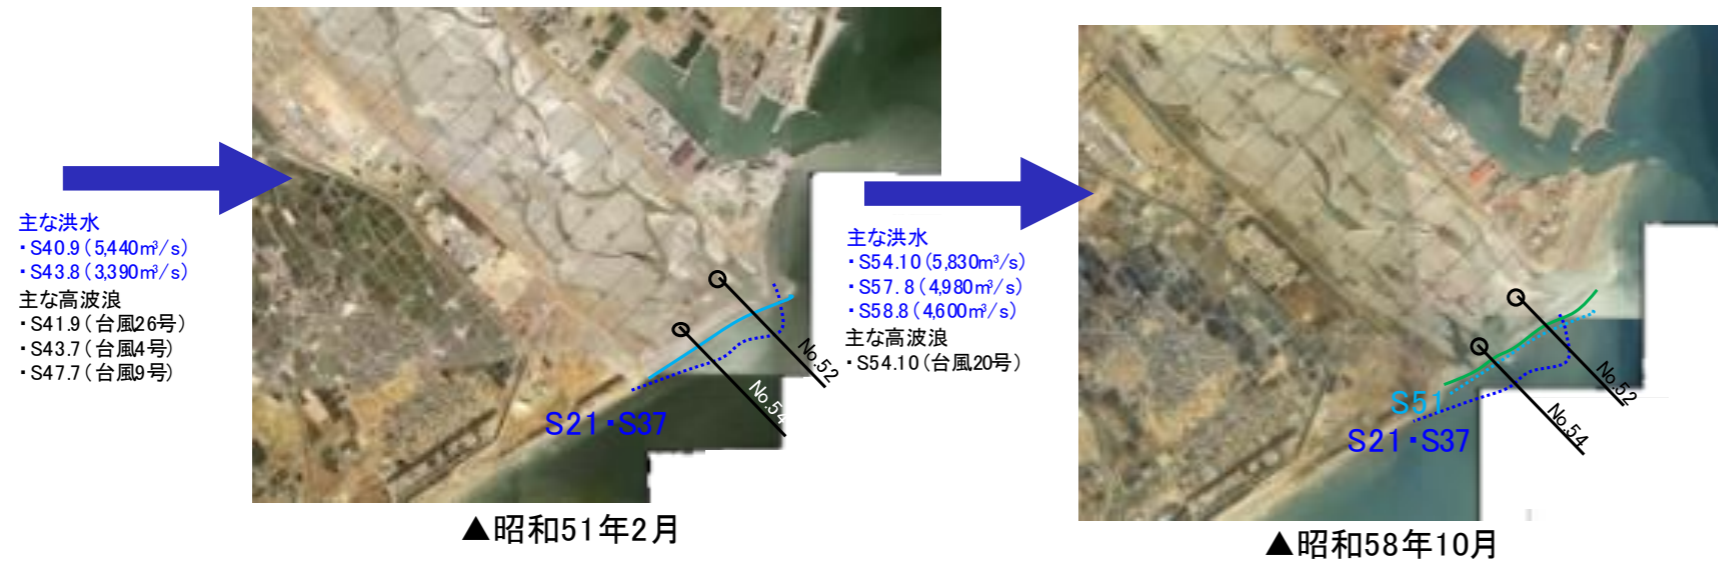 主な洪水
・S40.9（5,440m³/s）
・S43.8（3,390m³/s）
主な高波浪
・S41.9（台風26号）
・S43.7（台風4号）
・S47.7（台風9号）
No.52
No.54
S21・S37
▲昭和51年2月
主な洪水
・S54.10（5,830m³/s）
・S57.8（4,980m³/s）
・S58.8（4,600m³/s）
主な高波浪
・S54.10（台風20号）
No.52
No.54
S51
S21・S37
▲昭和58年10月